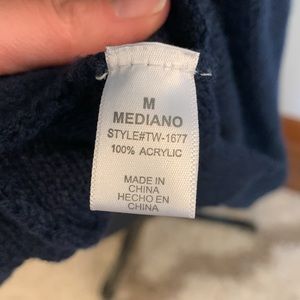 M
MEDIANO
STYLE#TW-1677
100% ACRYLIC
MADE IN
CHINA
HECHO EN
CHINA